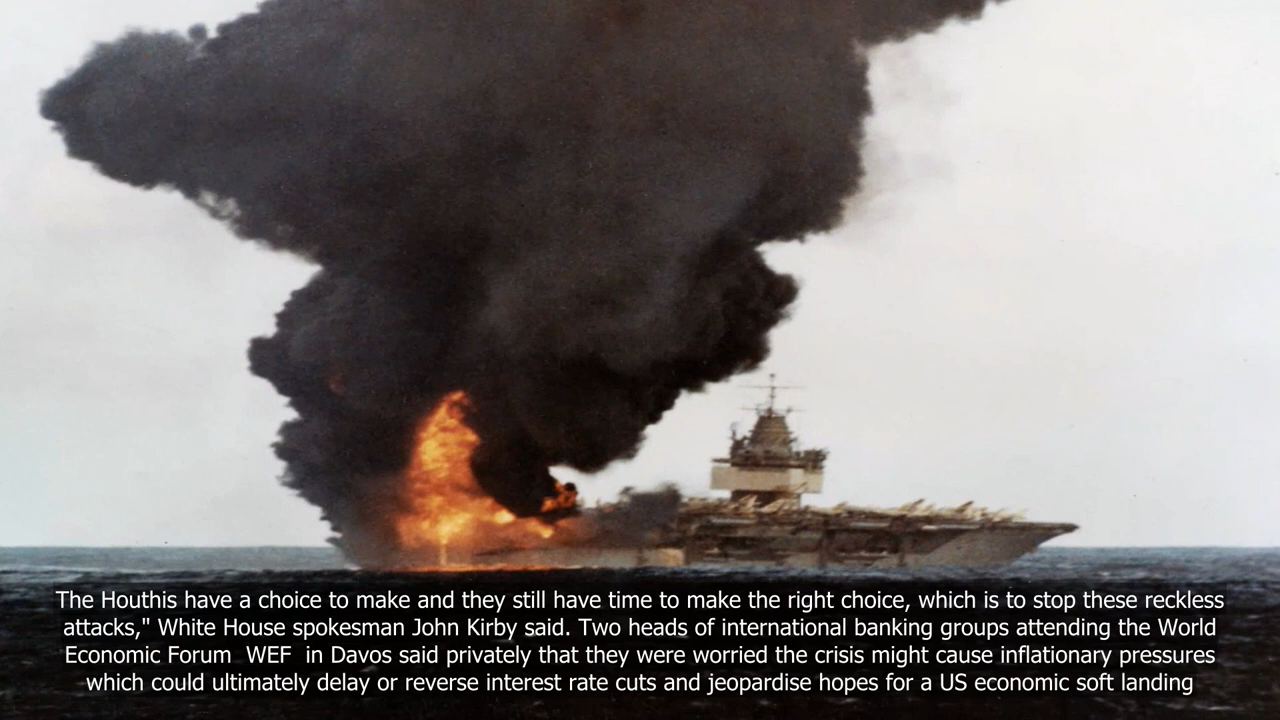 The Houthis have a choice to make and they still have time to make the right choice, which is to stop these reckless
attacks," White House spokesman John Kirby said. Two heads of international banking groups attending the World
Economic Forum  WEF  in Davos said privately that they were worried the crisis might cause inflationary pressures
which could ultimately delay or reverse interest rate cuts and jeopardise hopes for a US economic soft landing